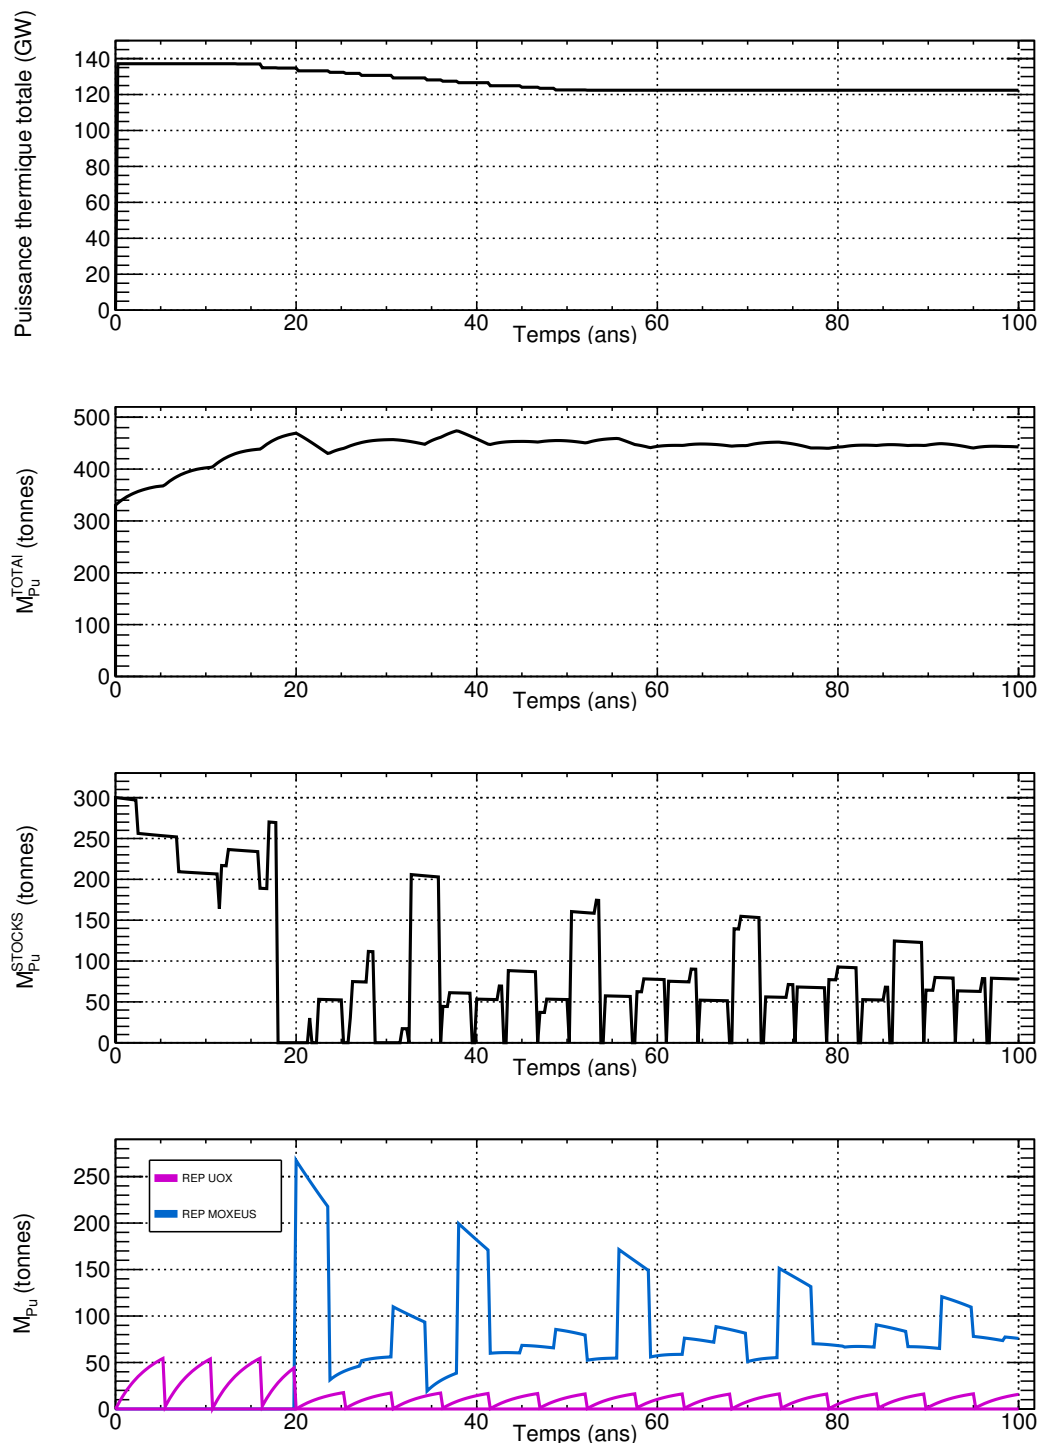 Puissance thermique totale (GW)
140
120
100
80
60
40
20
0
0 20 40 60 80 100
Temps (ans)
M_Pu^TOTAl (tonnes)
500
400
300
200
100
0
0 20 40 60 80 100
Temps (ans)
M_Pu^STOCKS (tonnes)
300
250
200
150
100
50
0
0 20 40 60 80 100
Temps (ans)
M_Pu (tonnes)
250
200
150
100
50
0
REP UOX
REP MOXEUS
0 20 40 60 80 100
Temps (ans)